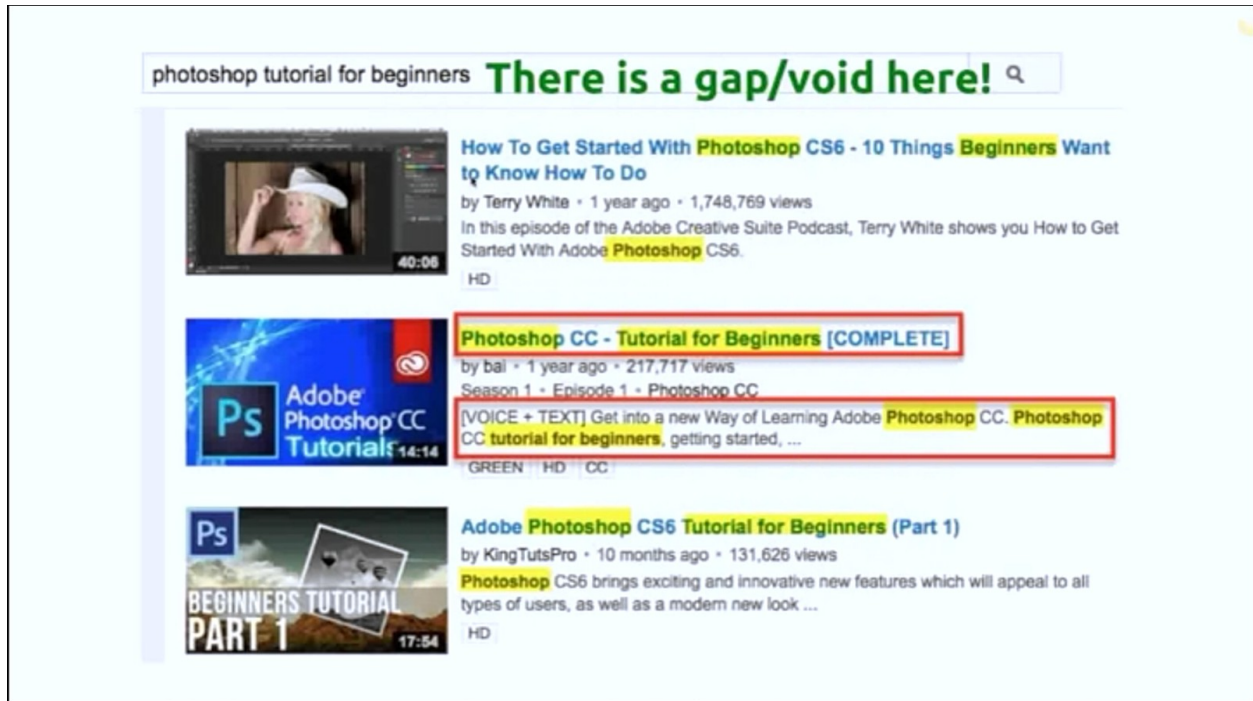 photoshop tutorial for beginners There is a gap/void here!
How To Get Started With Photoshop CS6 - 10 Things Beginners Want
to Know How To Do
by Terry White • 1 year ago • 1,748,769 views
In this episode of the Adobe Creative Suite Podcast, Terry White shows you How to Get
Started With Adobe Photoshop CS6.
40:06
HD
Photoshop CC - Tutorial for Beginners [COMPLETE]
by bal • 1 year ago • 217,717 views
Season 1 • Episode 1 • Photoshop CC
[VOICE + TEXT] Get into a new Way of Learning Adobe Photoshop CC. Photoshop
CC tutorial for beginners, getting started, ...
GREEN HD CC
Ps
Adobe
Photoshop CC
Tutorials 14:14
Adobe Photoshop CS6 Tutorial for Beginners (Part 1)
by KingTutsPro • 10 months ago • 131,626 views
Photoshop CS6 brings exciting and innovative new features which will appeal to all
types of users, as well as a modern new look ...
HD
Ps
BEGINNERS TUTORIAL
PART 1
17:54